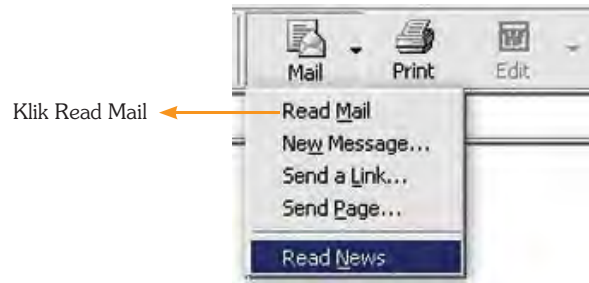 Mail Print Edit
Klik Read Mail Read Mail
New Message...
Send a Link...
Send Page...
Read News